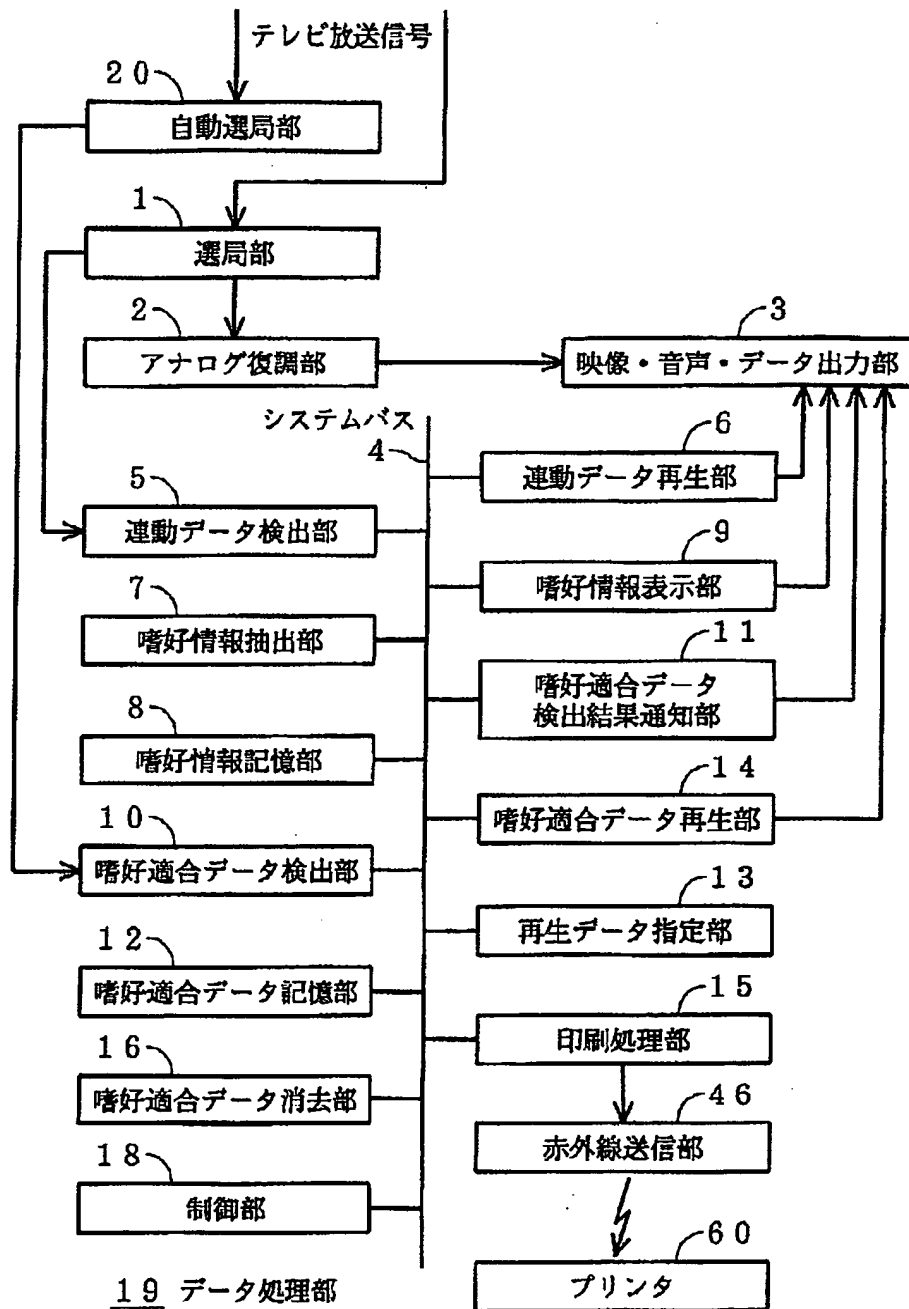 テレビ放送信号
20
自動選局部
1
選局部
2
アナログ復調部
3
映像・音声・データ出力部
システムバス
4
5
連動データ検出部
6
連動データ再生部
7
嗜好情報抽出部
9
嗜好情報表示部
8
嗜好情報記憶部
11
嗜好適合データ
検出結果通知部
10
嗜好適合データ検出部
14
嗜好適合データ再生部
12
嗜好適合データ記憶部
13
再生データ指定部
16
嗜好適合データ消去部
15
印刷処理部
18
制御部
46
赤外線送信部
60
プリンタ
19 データ処理部